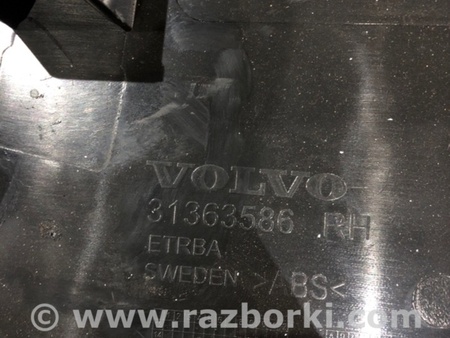 VOLVO
31363586 RH
ETRBA
SWEDEN >ABS<
© www.razborki.com